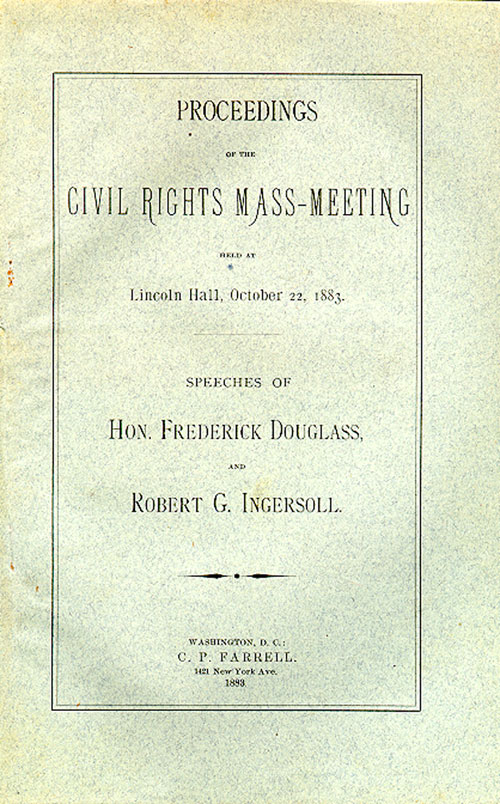 PROCEEDINGS
OF THE
CIVIL RIGHTS MASS-MEETING
HELD AT
Lincoln Hall, October 22, 1883.
SPEECHES OF
HON. FREDERICK DOUGLASS,
AND
ROBERT G. INGERSOLL.
WASHINGTON, D. C.:
C. P. FARRELL,
1421 New York Ave.
1883